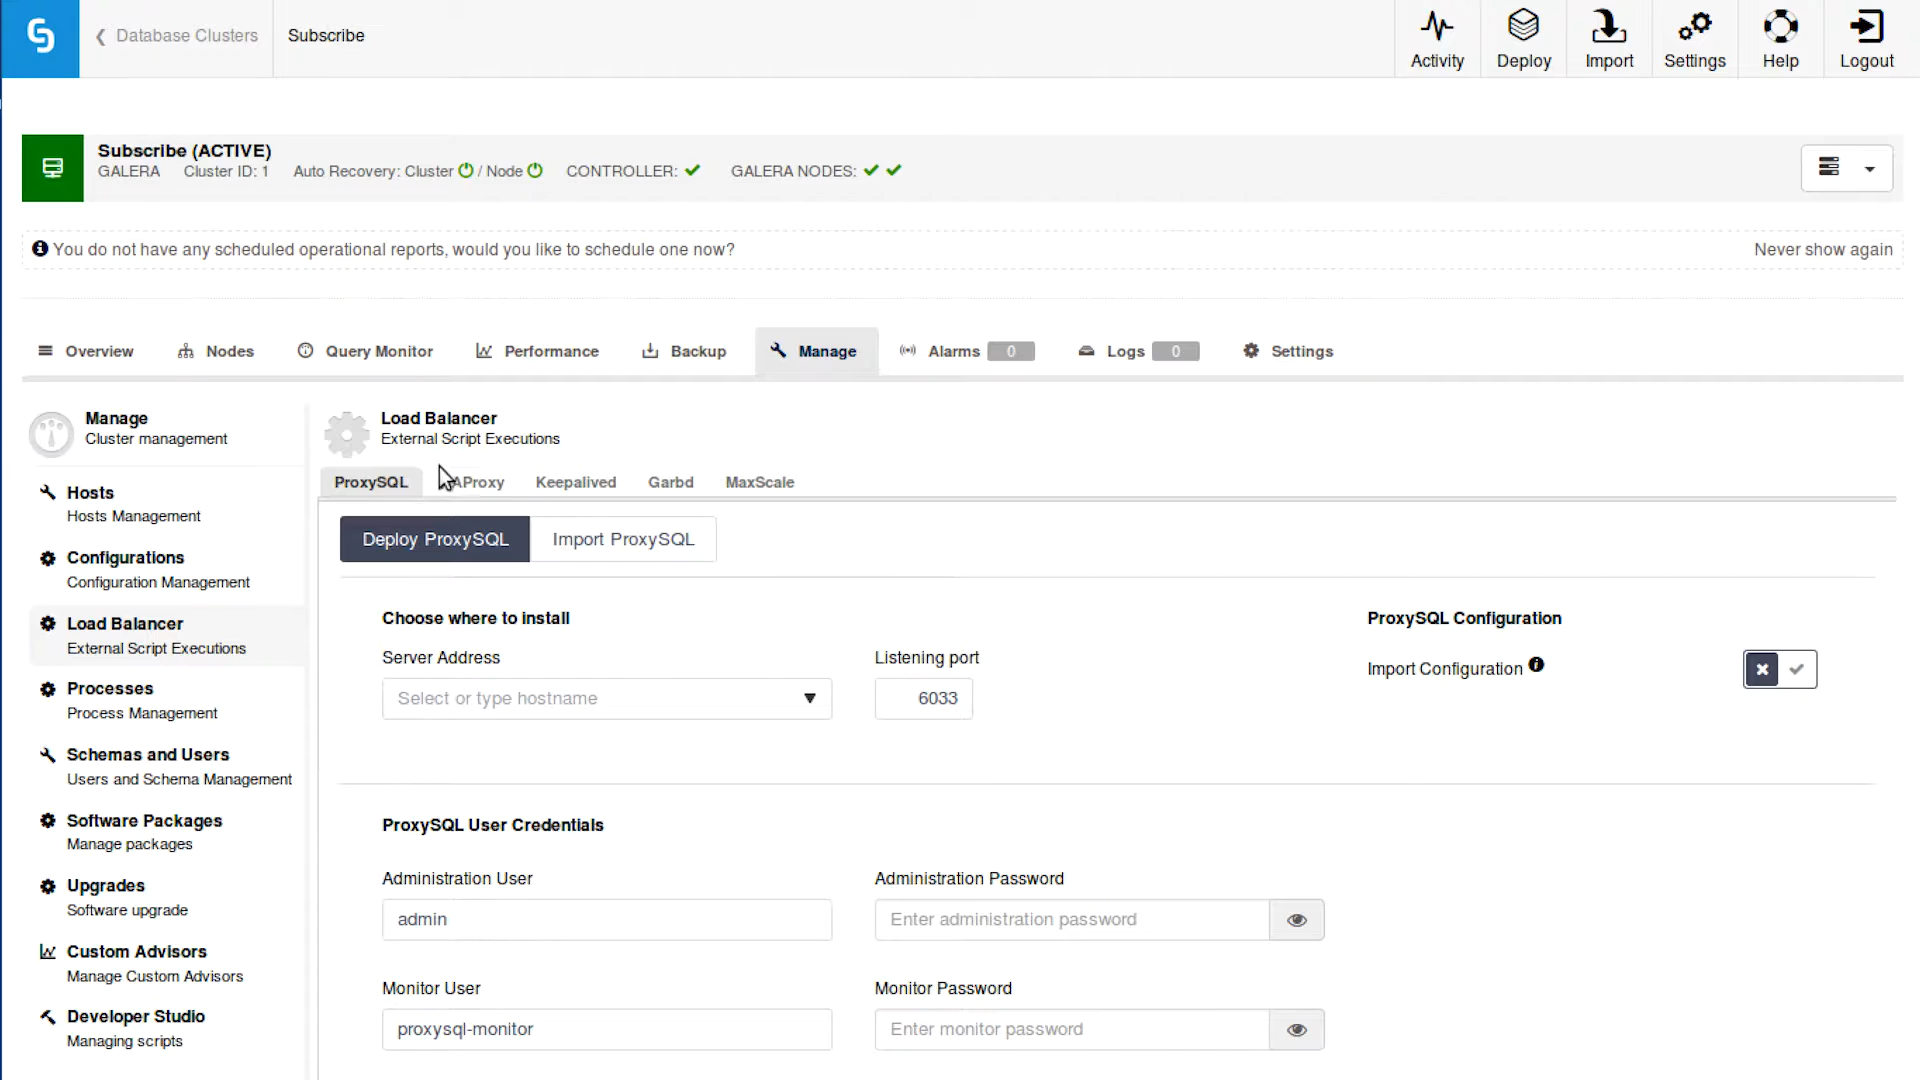 Database Clusters
Subscribe
Activity
Deploy
Import
Settings
Help
Logout
Subscribe (ACTIVE)
GALERA Cluster ID: 1 Auto Recovery: Cluster / Node CONTROLLER: GALERA NODES:
You do not have any scheduled operational reports, would you like to schedule one now?
Never show again
Overview
Nodes
Query Monitor
Performance
Backup
Manage
Alarms 0
Logs 0
Settings
Manage
Cluster management
Hosts
Hosts Management
Configurations
Configuration Management
Load Balancer
External Script Executions
Processes
Process Management
Schemas and Users
Users and Schema Management
Software Packages
Manage packages
Upgrades
Software upgrade
Custom Advisors
Manage Custom Advisors
Developer Studio
Managing scripts
Load Balancer
External Script Executions
ProxySQL
AProxy
Keepalived
Garbd
MaxScale
Deploy ProxySQL
Import ProxySQL
Choose where to install
Server Address
Select or type hostname
Listening port
6033
ProxySQL Configuration
Import Configuration
ProxySQL User Credentials
Administration User
admin
Administration Password
Enter administration password
Monitor User
proxysql-monitor
Monitor Password
Enter monitor password